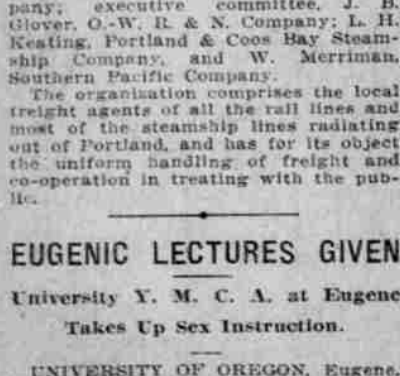 pany; executive committee, J. B.
Glover, O.-W. R. & N. Company; L. H.
Keating, Portland & Coos Bay Steam-
ship Company, and W. Merriman,
Southern Pacific Company.
The organization comprises the local
freight agents of all the rail lines and
most of the steamship lines radiating
out of Portland, and has for its object
the uniform handling of freight and
co-operation in treating with the pub-
lic.
EUGENIC LECTURES GIVEN
University Y. M. C. A. at Eugene
Takes Up Sex Instruction.
UNIVERSITY OF OREGON, Eugene,